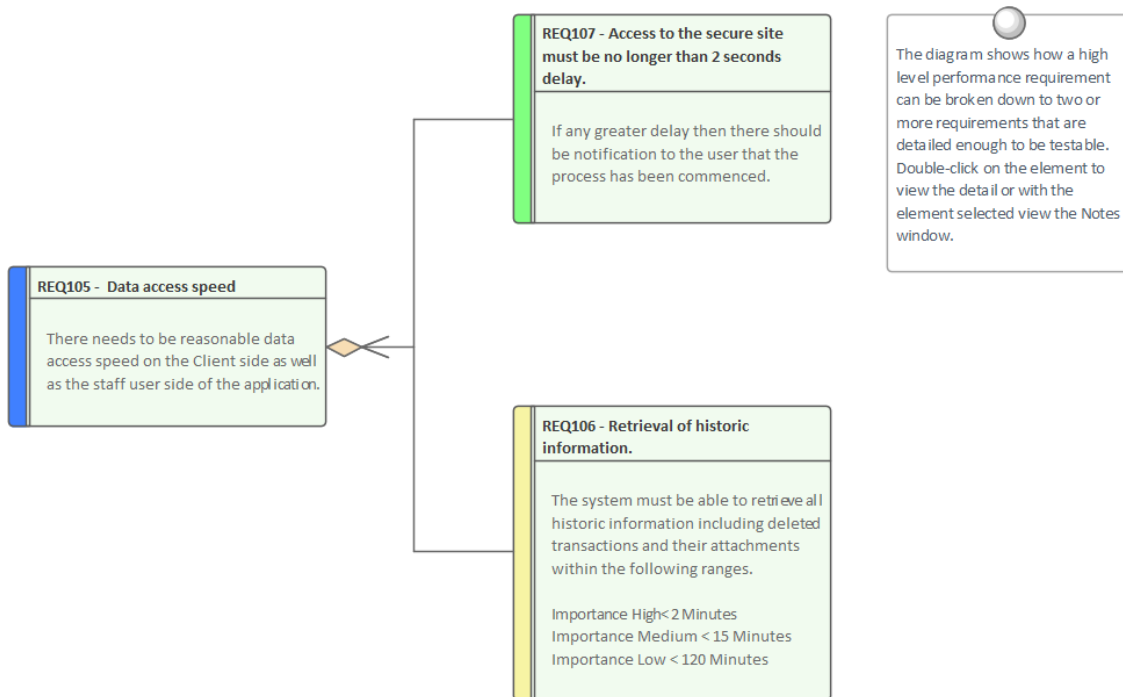 REQ107 - Access to the secure site
must be no longer than 2 seconds
delay.
If any greater delay then there should
be notification to the user that the
process has been commenced.
The diagram shows how a high
level performance requirement
can be broken down to two or
more requirements that are
detailed enough to be testable.
Double-click on the element to
view the detail or with the
element selected view the Notes
window.
REQ105 - Data access speed
There needs to be reasonable data
access speed on the Client side as well
as the staff user side of the application.
REQ106 - Retrieval of historic
information.
The system must be able to retrieve all
historic information including deleted
transactions and their attachments
within the following ranges.
Importance High< 2 Minutes
Importance Medium < 15 Minutes
Importance Low < 120 Minutes